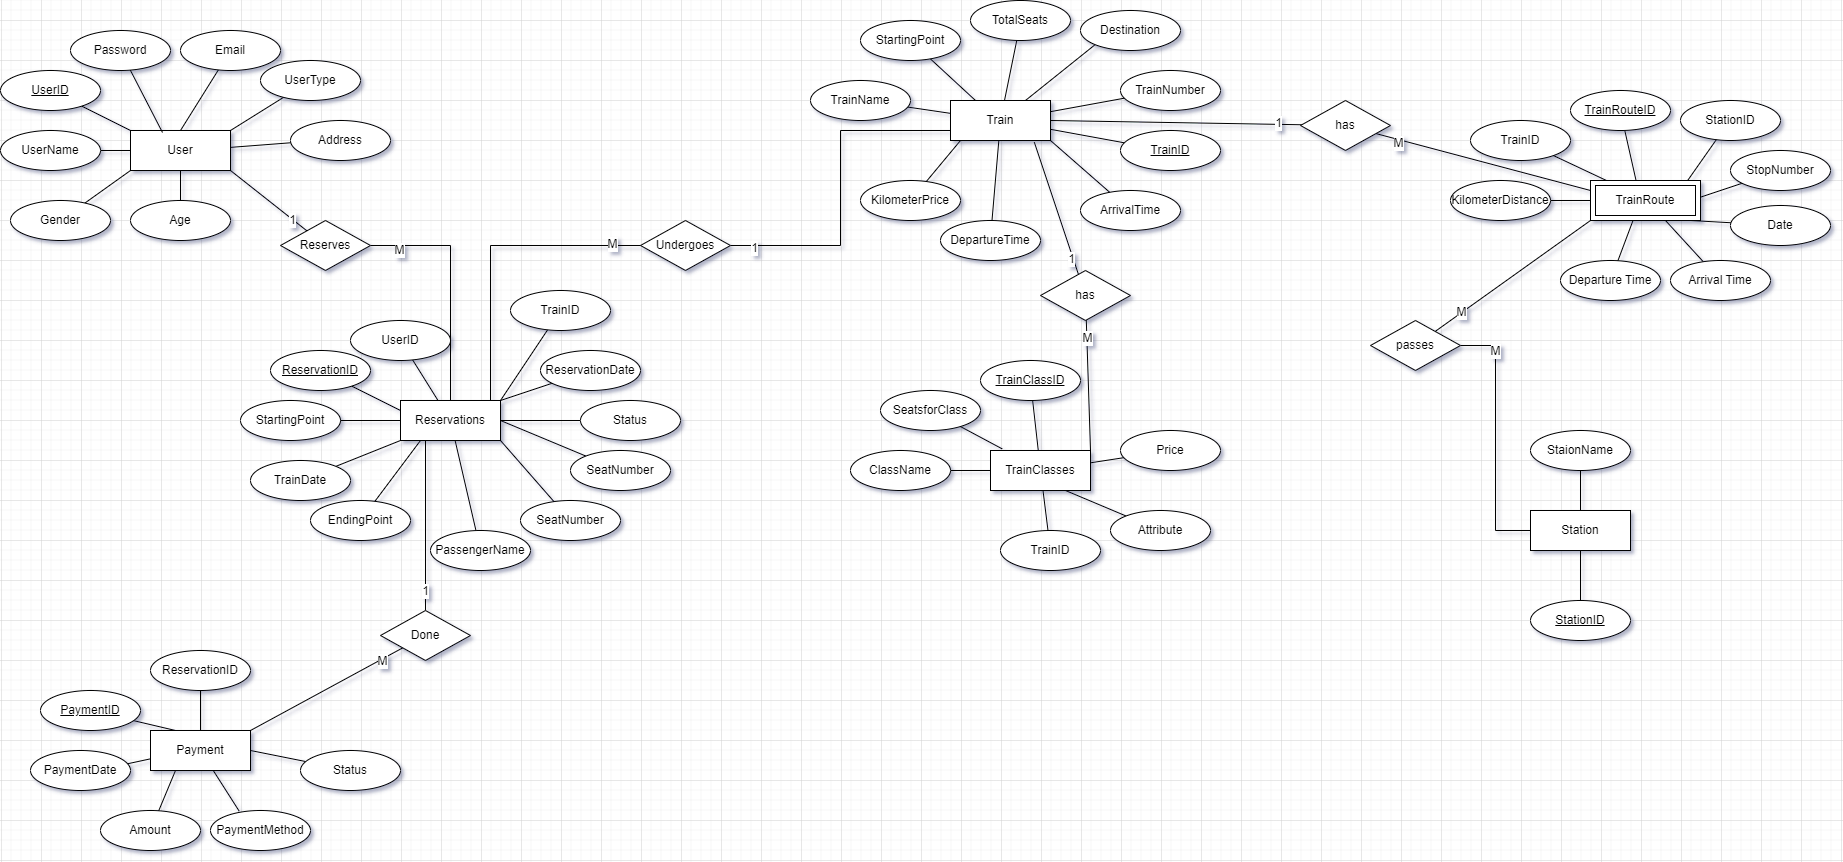 TotalSeats
StartingPoint
Destination
Password
Email
UserType
UserID
TrainName
TrainNumber
Train
TrainRouteID
StationID
1
has
M
TrainID
Address
User
UserName
TrainID
StopNumber
KilometerDistance
TrainRoute
KilometerPrice
ArrivalTime
Gender
Age
1
Date
DepartureTime
Reserves
M
M
Undergoes
1
1
has
Departure Time
Arrival Time
TrainID
M
UserID
M
passes
M
ReservationID
ReservationDate
TrainClassID
SeatsforClass
StartingPoint
Reservations
Status
ClassName
TrainClasses
Price
StaionName
TrainDate
SeatNumber
EndingPoint
SeatNumber
PassengerName
TrainID
Attribute
Station
1
Done
M
StationID
ReservationID
PaymentID
Payment
PaymentDate
Status
Amount
PaymentMethod